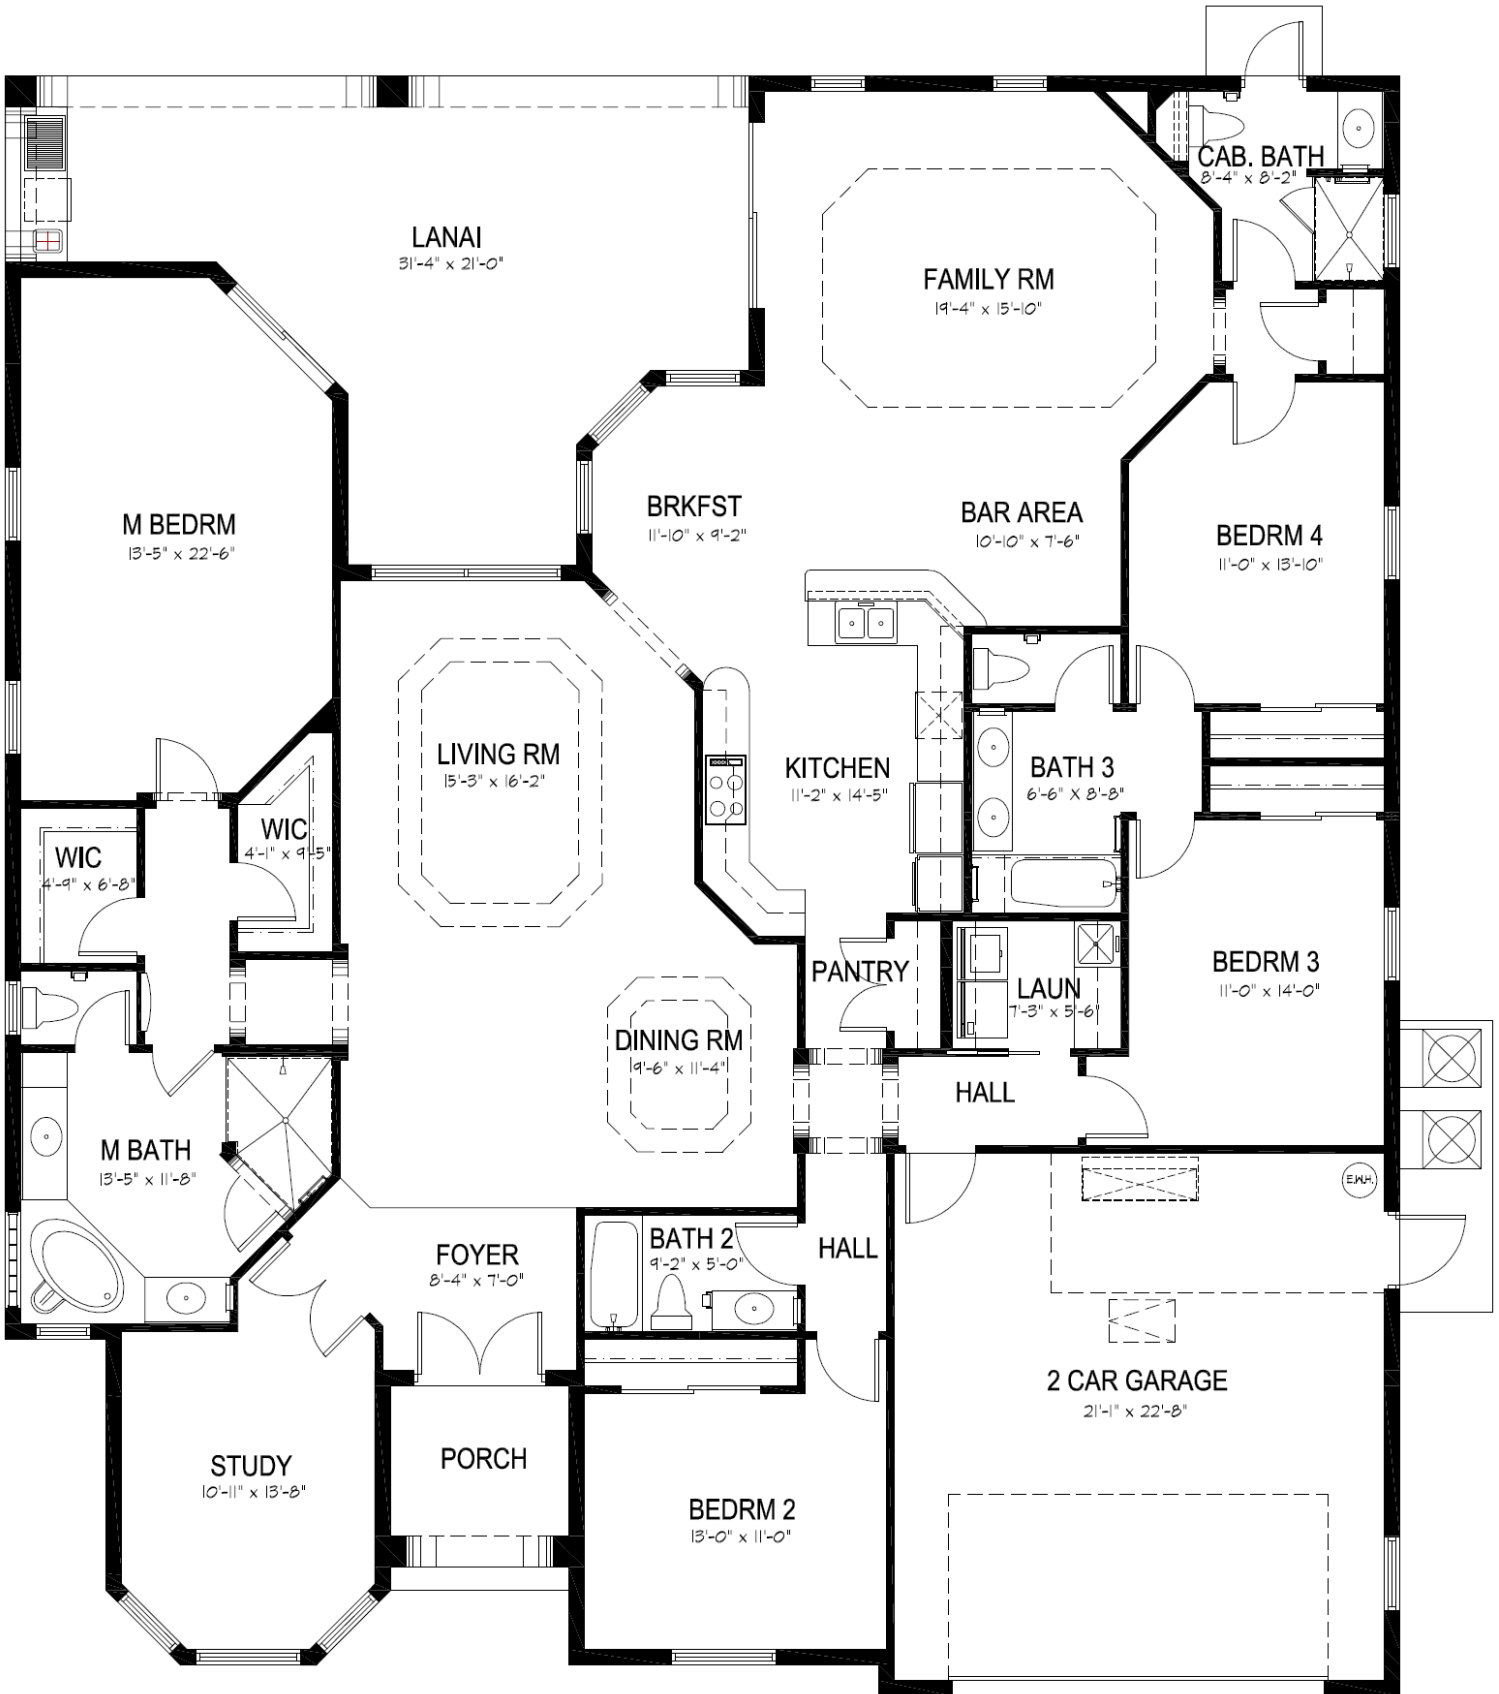 CAB. BATH
8'-4" x 8'-2"
LANAI
31'-4" x 21'-0"
FAMILY RM
19'-4" x 15'-10"
M BEDRM
13'-5" x 22'-6"
BRKFST
11'-10" x 9'-2"
BAR AREA
10'-10" x 7'-6"
BEDRM 4
11'-0" x 13'-10"
LIVING RM
15'-3" x 16'-2"
KITCHEN
11'-2" x 14'-5"
BATH 3
6'-6" X 8'-8"
WIC
4'-1" x 9'-5"
WIC
4'-9" x 6'-8"
PANTRY
LAUN
7'-3" x 5'-6"
BEDRM 3
11'-0" x 14'-0"
DINING RM
9'-6" x 11'-4"
HALL
M BATH
13'-5" x 11'-8"
E.W.H.
FOYER
8'-4" x 7'-0"
BATH 2
9'-2" x 5'-0"
HALL
2 CAR GARAGE
21'-1" x 22'-8"
STUDY
10'-11" x 13'-8"
PORCH
BEDRM 2
13'-0" x 11'-0"